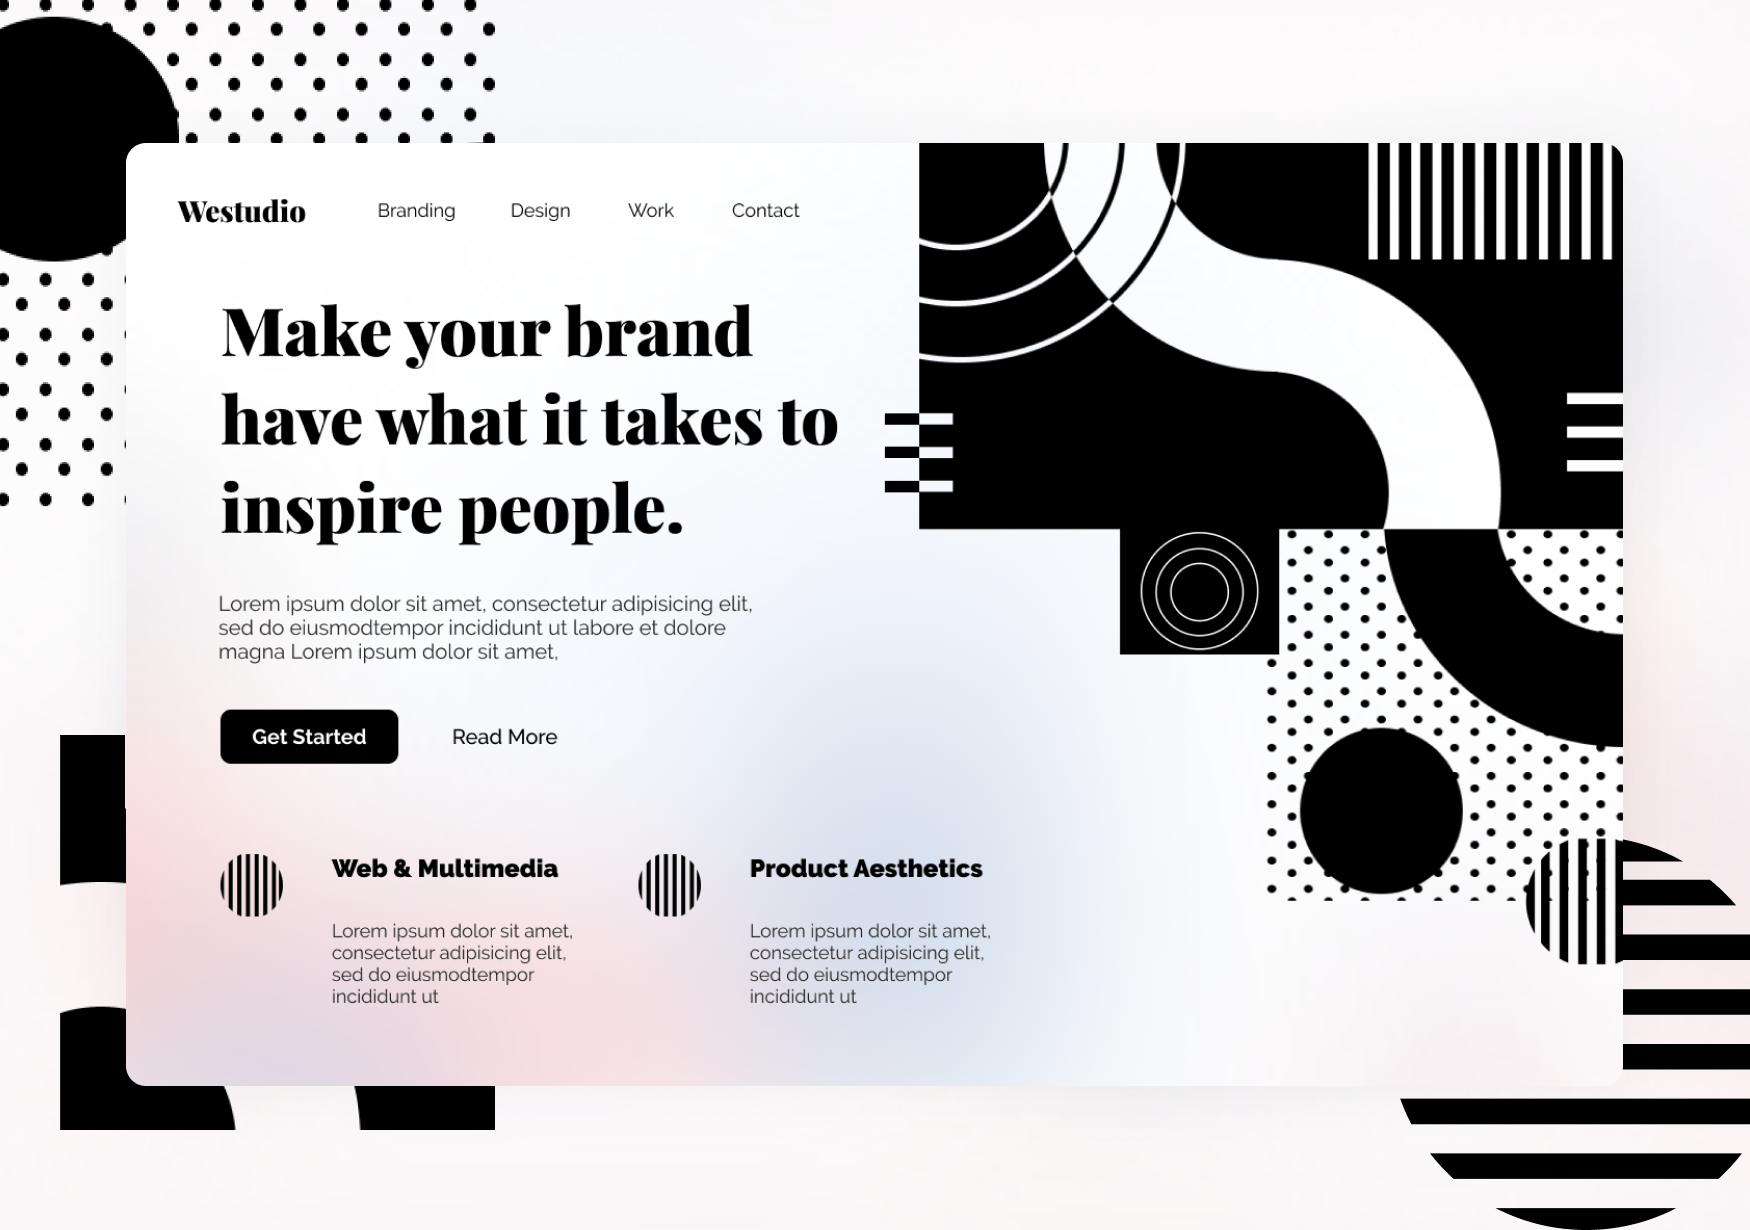 Westudio
Branding
Design
Work
Contact
Make your brand
have what it takes to
inspire people.
Lorem ipsum dolor sit amet, consectetur adipisicing elit,
sed do eiusmodtempor incididunt ut labore et dolore
magna Lorem ipsum dolor sit amet,
Get Started
Read More
Web & Multimedia
Lorem ipsum dolor sit amet,
consectetur adipisicing elit,
sed do eiusmodtempor
incididunt ut
Product Aesthetics
Lorem ipsum dolor sit amet,
consectetur adipisicing elit,
sed do eiusmodtempor
incididunt ut